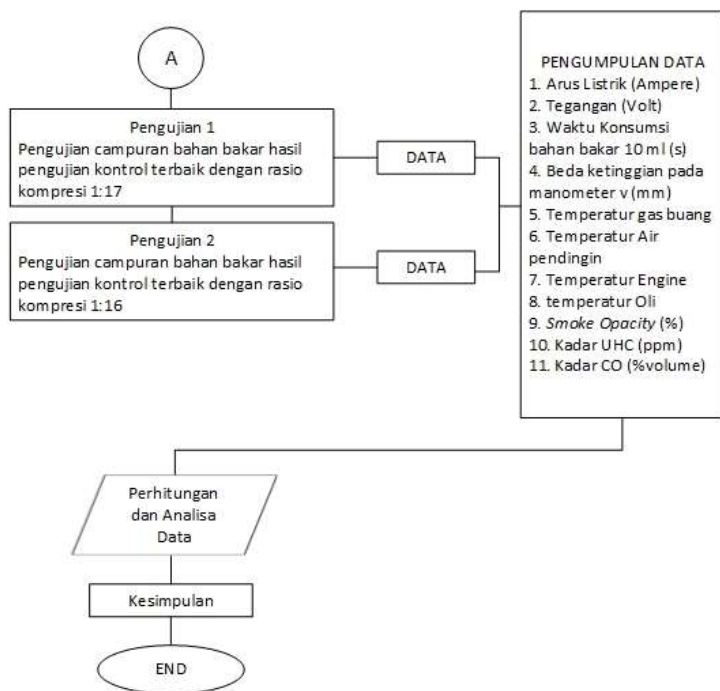 A
Pengujian 1
Pengujian campuran bahan bakar hasil
pengujian kontrol terbaik dengan rasio
kompresi 1:17
DATA
Pengujian 2
Pengujian campuran bahan bakar hasil
pengujian kontrol terbaik dengan rasio
kompresi 1:16
DATA
PENGUMPULAN DATA
1. Arus Listrik (Ampere)
2. Tegangan (Volt)
3. Waktu Konsumsi
bahan bakar 10 ml (s)
4. Beda ketinggian pada
manometer v (mm)
5. Temperatur gas buang
6. Temperatur Air
pendingin
7. Temperatur Engine
8. temperatur Oli
9. Smoke Opacity (%)
10. Kadar UHC (ppm)
11. Kadar CO (%volume)
Perhitungan
dan Analisa
Data
Kesimpulan
END